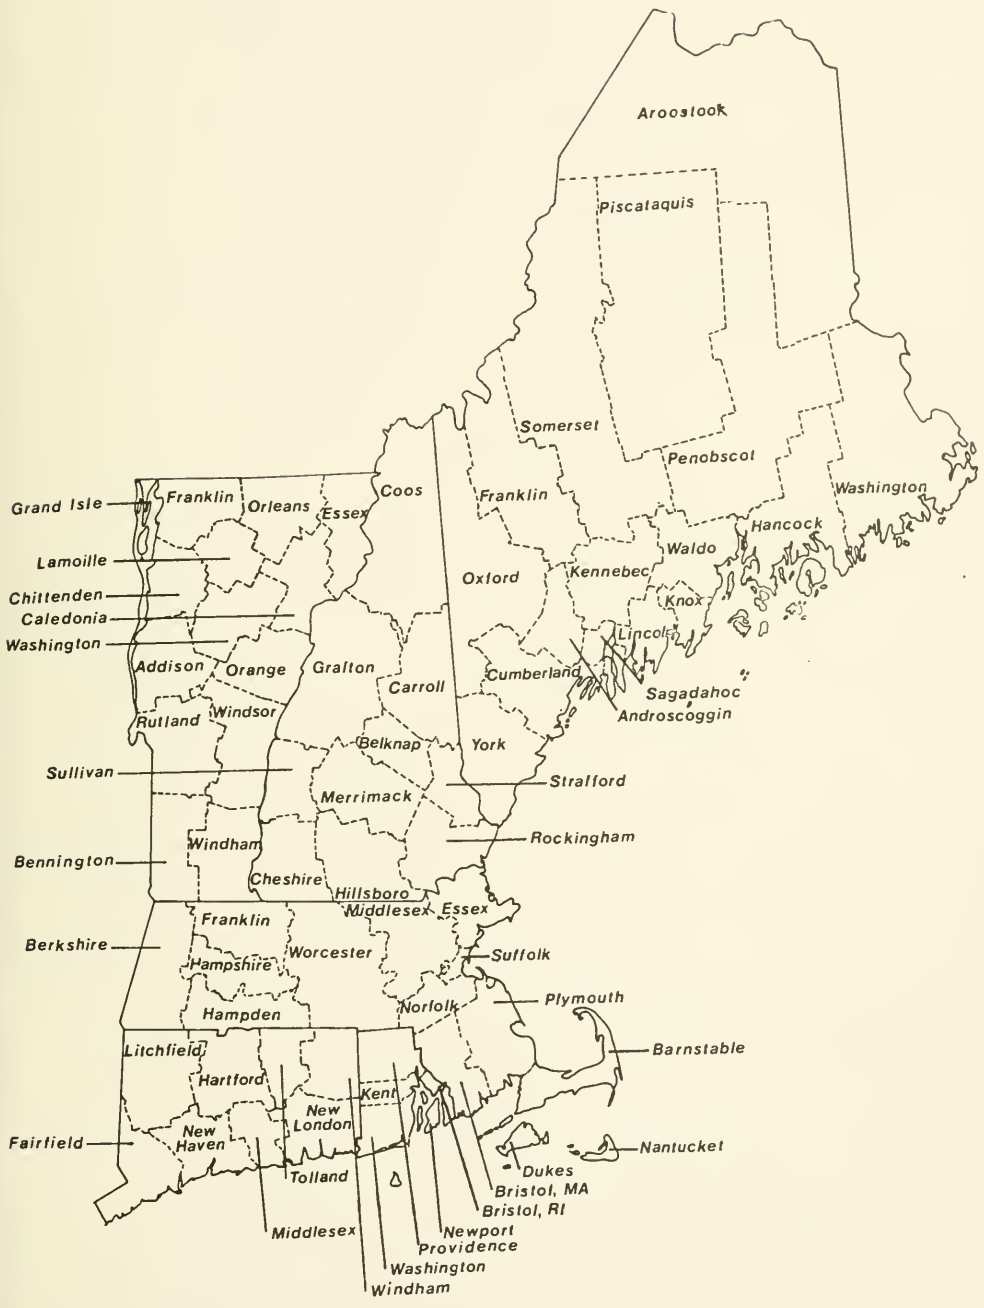 Aroostook
Piscataquis
Somerset
Penobscot
Washington
Franklin
Hancock
Oxford
Kennebec
Waldo
Knox
Lincoln
Cumberland
Sagadahoc
Androscoggin
York
Coos
Grafton
Carroll
Belknap
Sullivan
Merrimack
Strafford
Rockingham
Cheshire
Hillsboro
Grand Isle
Franklin
Orleans
Essex
Lamoille
Chittenden
Caledonia
Washington
Addison
Orange
Rutland
Windsor
Bennington
Windham
Berkshire
Franklin
Middlesex
Essex
Hampshire
Worcester
Suffolk
Hampden
Norfolk
Plymouth
Barnstable
Litchfield
Hartford
Kent
New
London
New
Haven
Fairfield
Tolland
Middlesex
Nantucket
Dukes
Bristol, MA
Bristol, RI
Newport
Providence
Washington
Windham